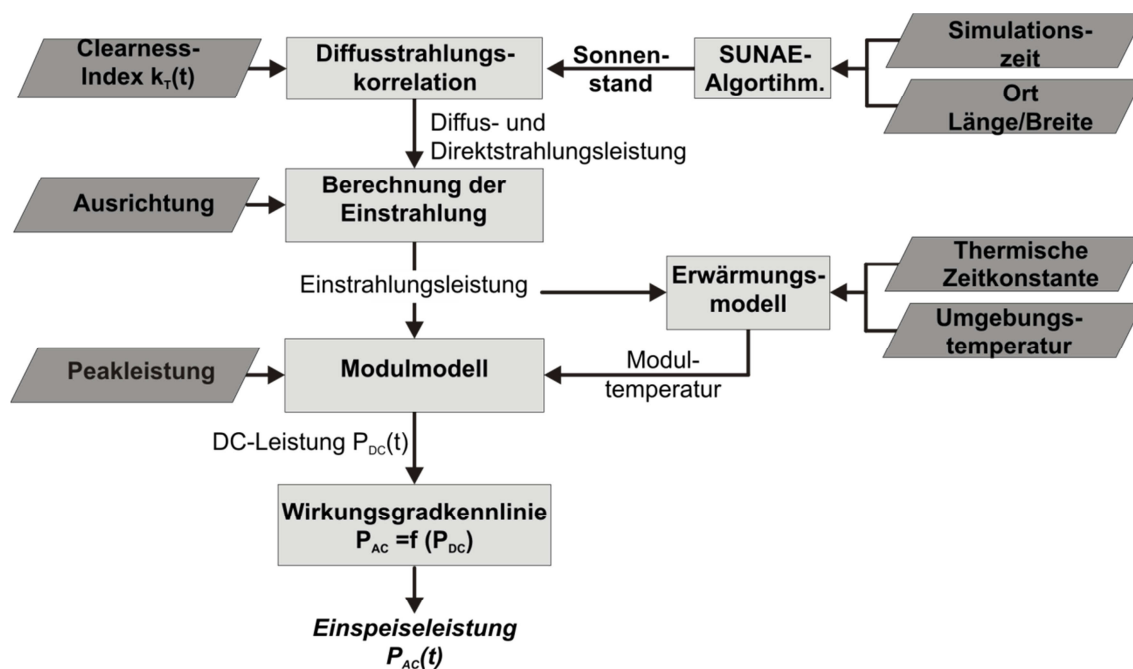 Clearness-
Index kT(t)
Diffusstrahlungs-
korrelation
Sonnen-
stand
SUNAE-
Algortihm.
Simulations-
zeit
Ort
Länge/Breite
Diffus- und
Direktstrahlungsleistung
Ausrichtung
Berechnung der
Einstrahlung
Einstrahlungsleistung
Erwärmungs-
modell
Thermische
Zeitkonstante
Umgebungs-
temperatur
Peakleistung
Modulmodell
Modul-
temperatur
DC-Leistung PDC(t)
Wirkungsgradkennlinie
PAC =f (PDC)
Einspeiseleistung
PAC(t)